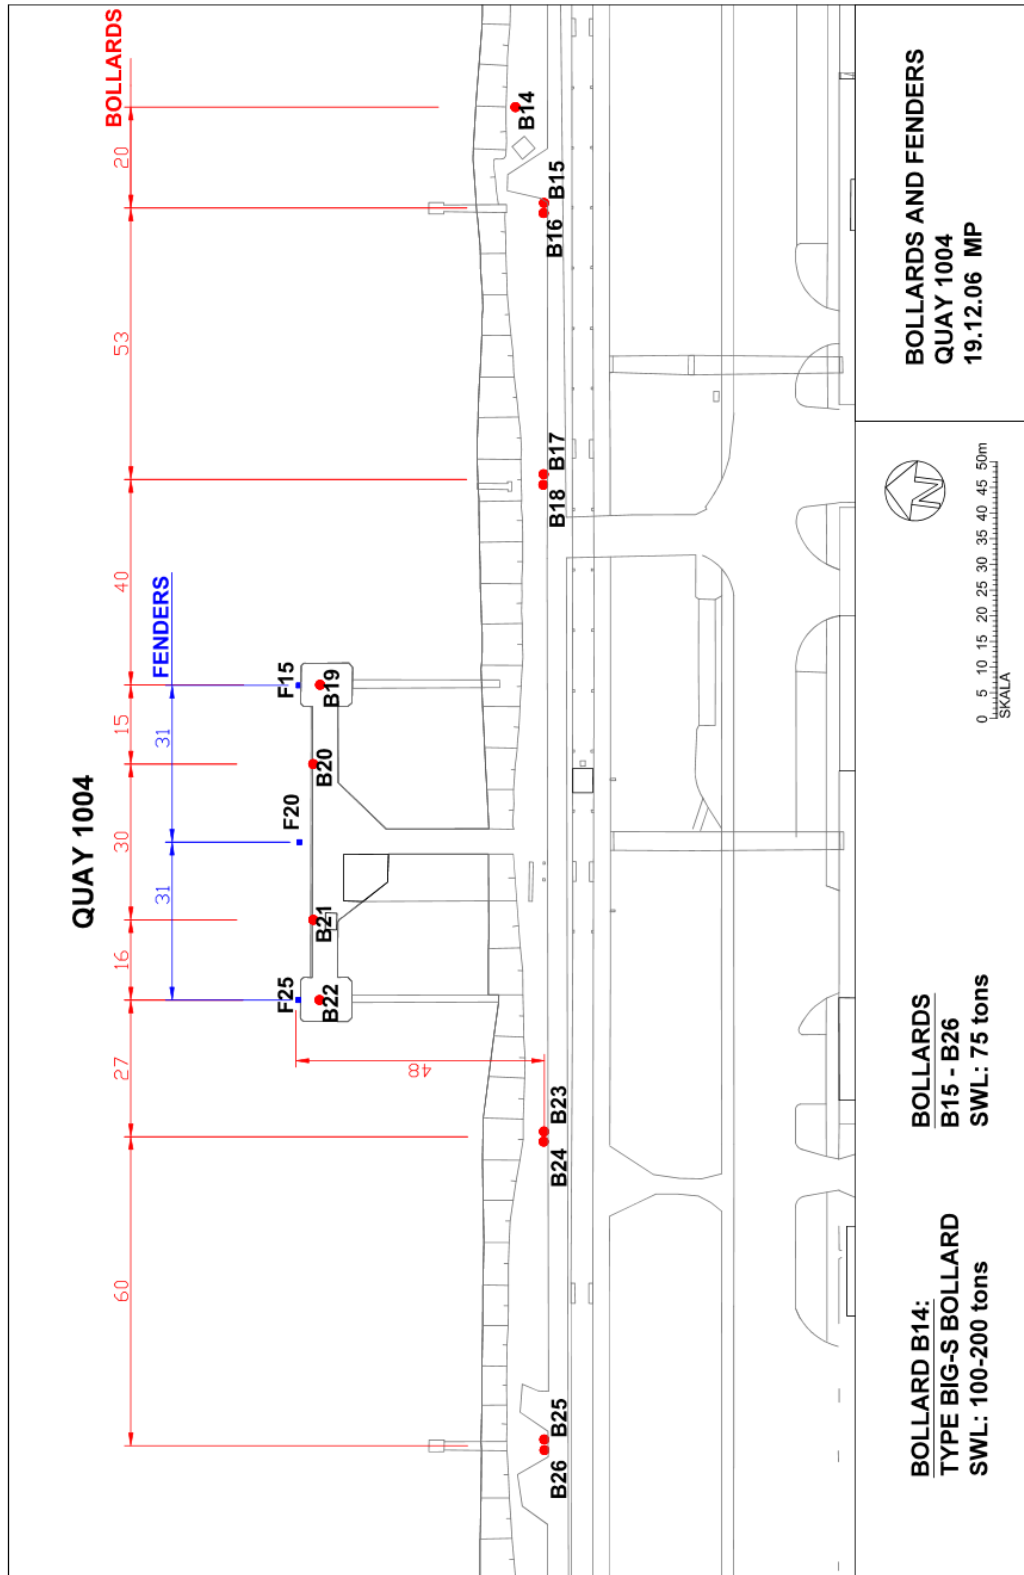 QUAY 1004
BOLLARDS
60
27
16
30
15
40
53
20
FENDERS
31
31
F25
F20
F15
B22
B21
B20
B19
48
B26
B25
B24
B23
B18
B17
B16
B15
B14
BOLLARD B14:
TYPE BIG-S BOLLARD
SWL: 100-200 tons
BOLLARDS
B15 - B26
SWL: 75 tons
N
0 5 10 15 20 25 30 35 40 45 50m
SKALA
BOLLARDS AND FENDERS
QUAY 1004
19.12.06 MP